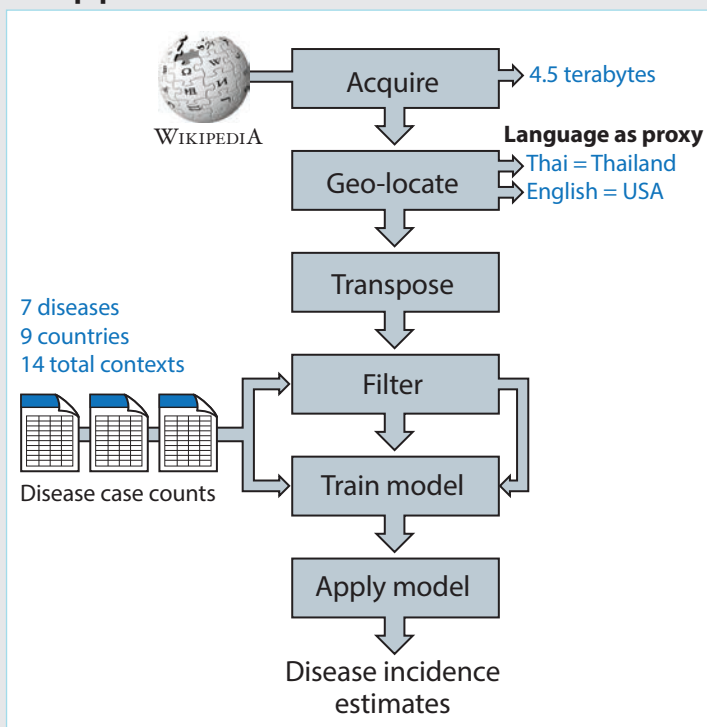 WIKIPEDIA
Acquire
4.5 terabytes
Language as proxy
Geo-locate
Thai = Thailand
English = USA
Transpose
7 diseases
9 countries
14 total contexts
Filter
Disease case counts
Train model
Apply model
Disease incidence
estimates